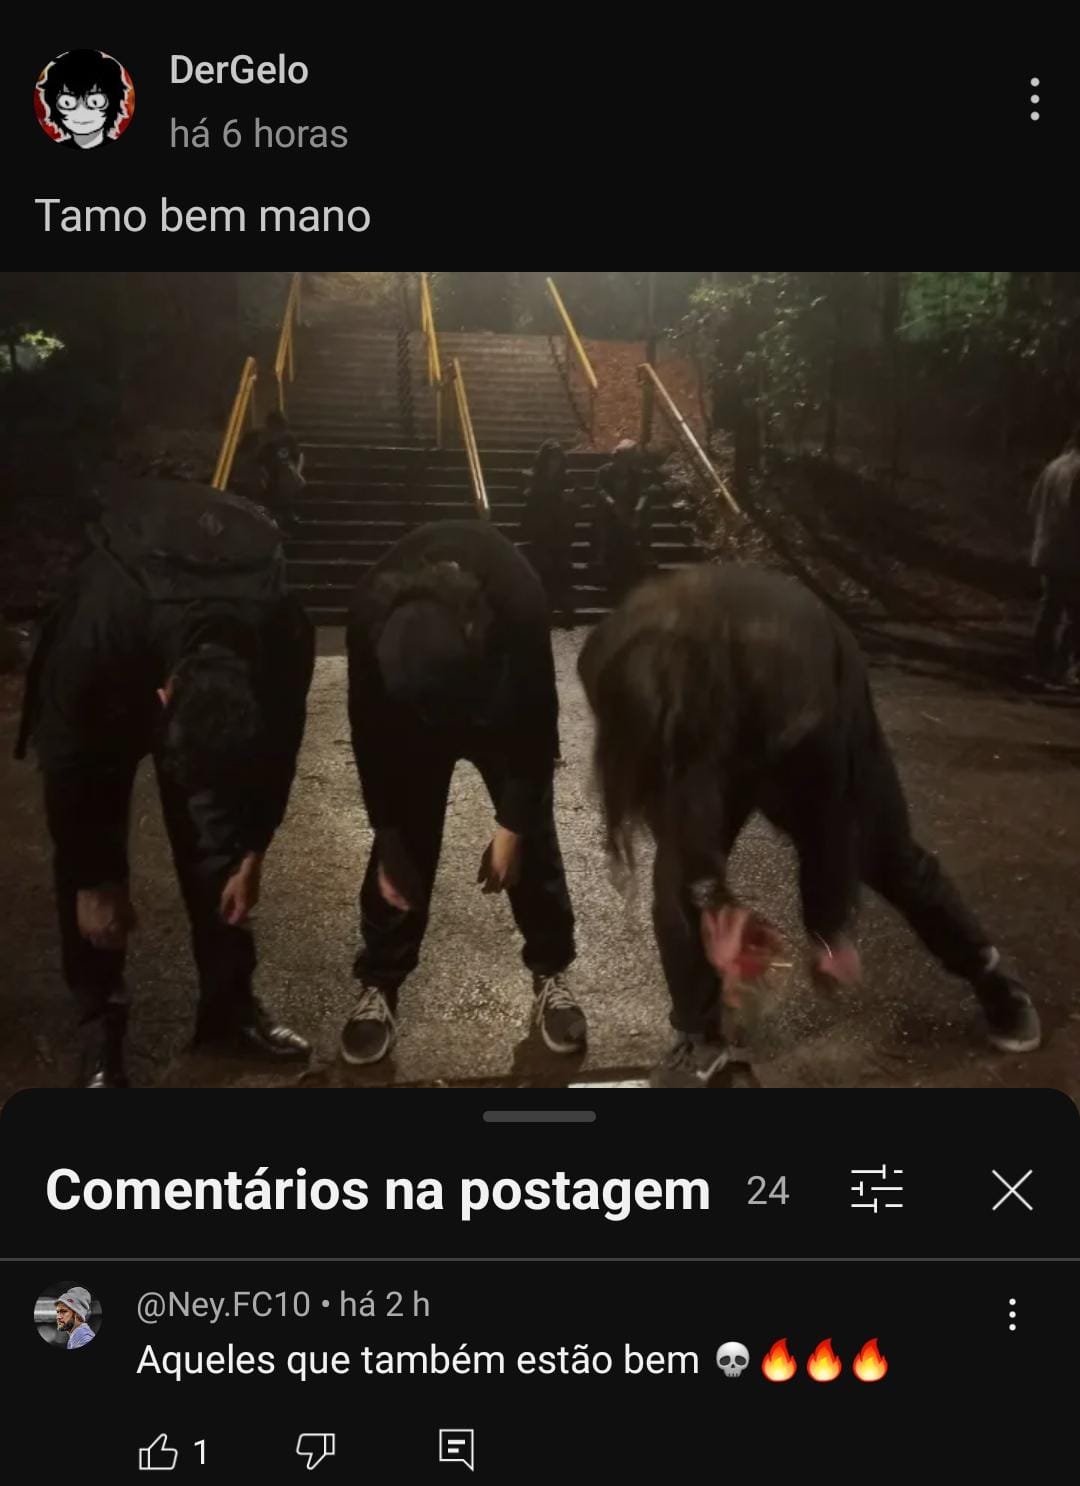 DerGelo
há 6 horas
Tamo bem mano
Comentários na postagem 24
@Ney.FC10 • há 2 h
Aqueles que também estão bem 💀🔥🔥🔥
1